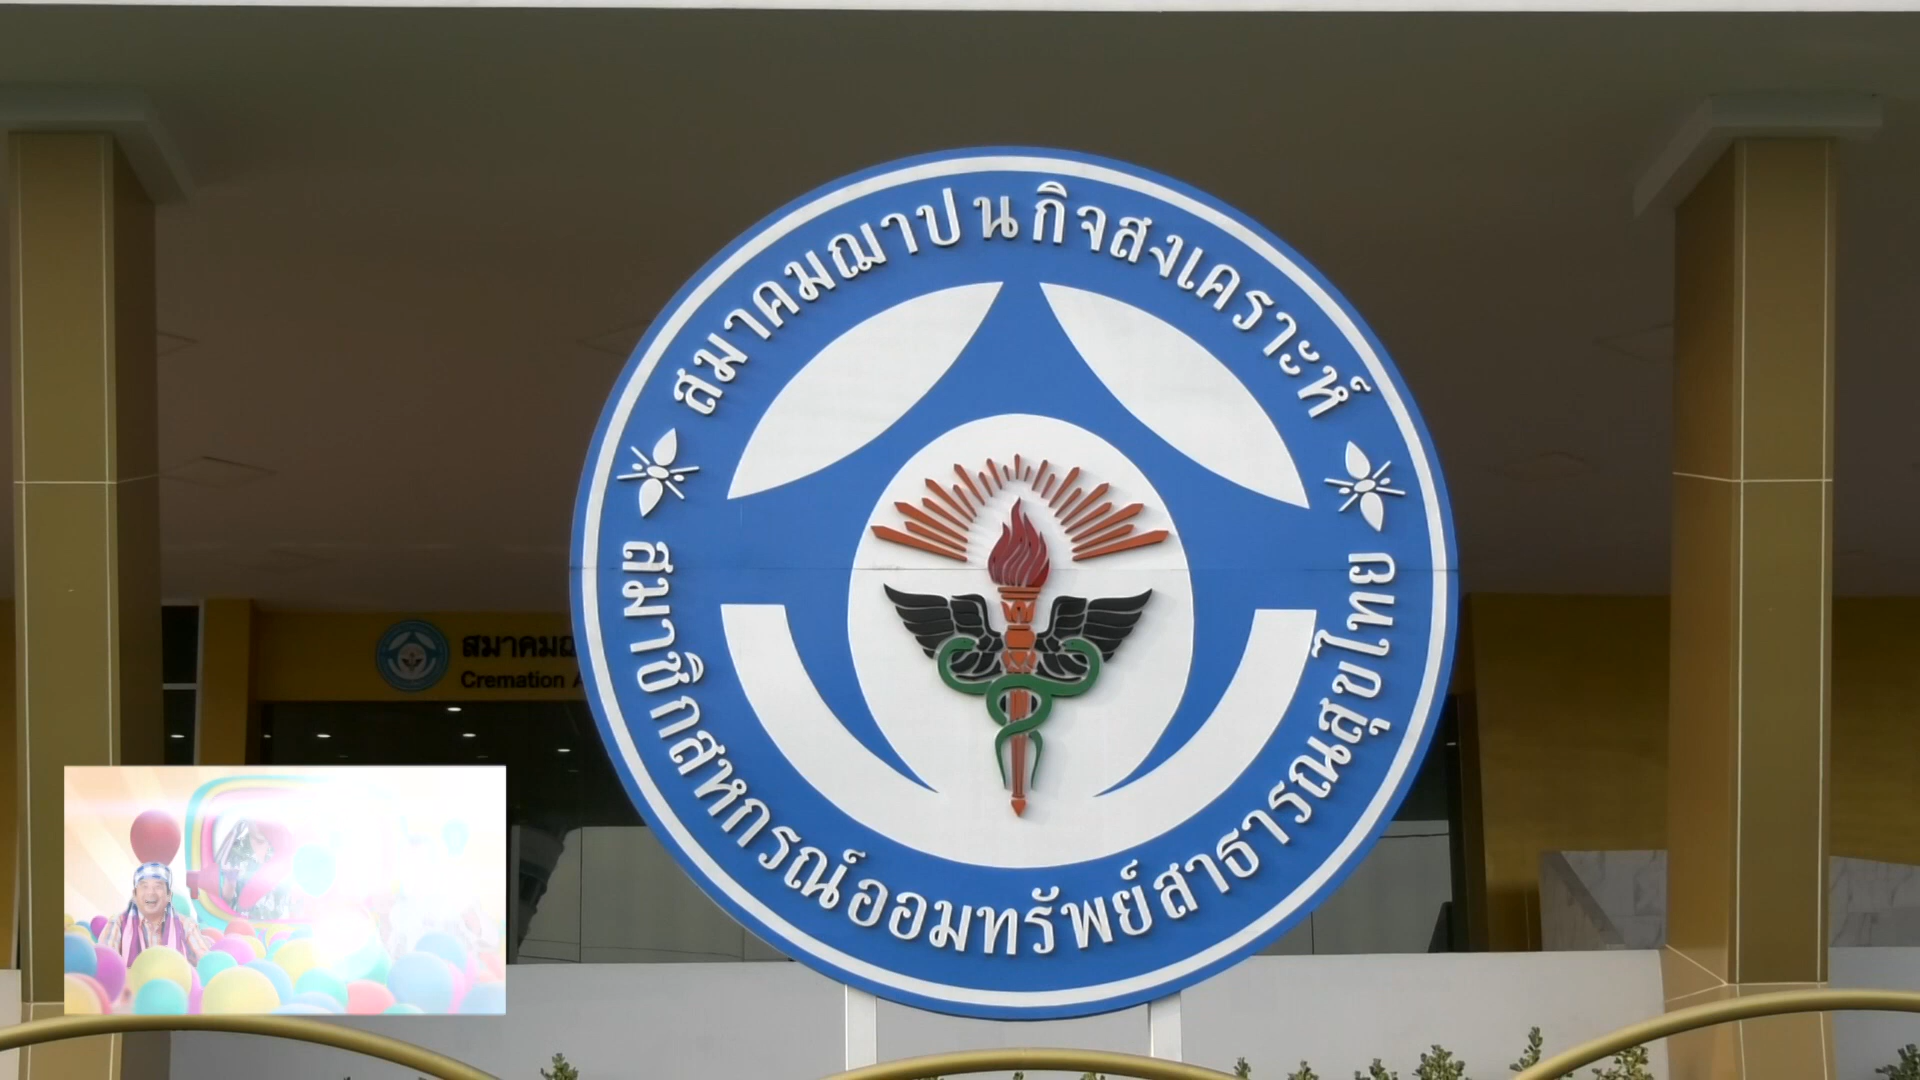 สมาคมฌาปนกิจสงเคราะห์
สมาชิกสหกรณ์ออมทรัพย์สาธารณสุขไทย
สมาคมฌ
Cremation A